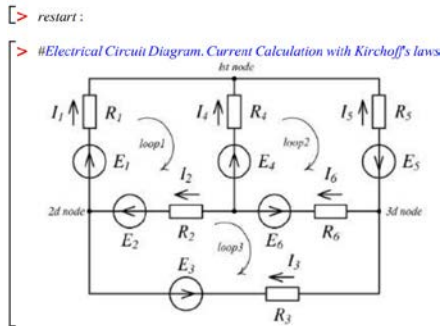 > restart :
> #Electrical Circuit Diagram. Current Calculation with Kirchoff's laws
1st node
I1 R1 I4 R4 I5 R5
loop1 loop2
E1 E4 E5
I2 I6
2d node 3d node
E2 R2 E6 R6
loop3
E3 I3
R3